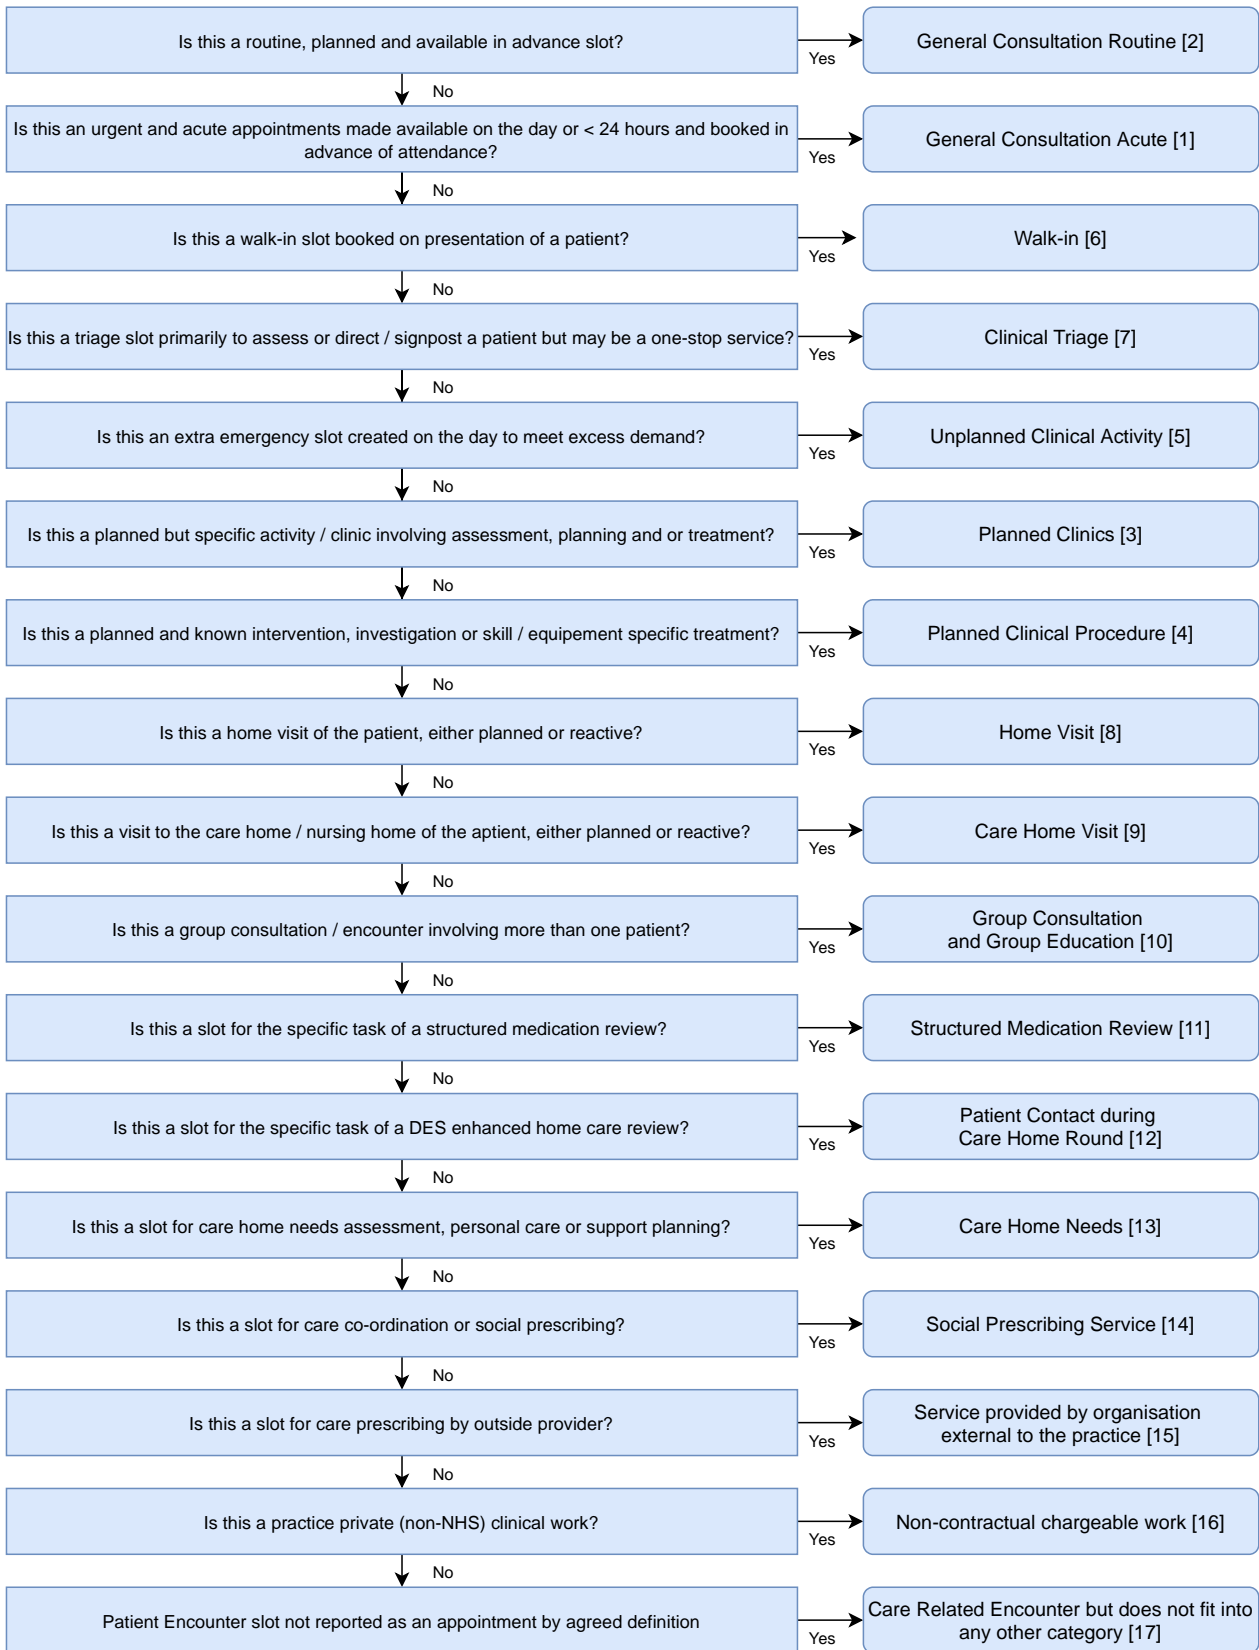 Is this a routine, planned and available in advance slot?
Yes
General Consultation Routine [2]
No
Is this an urgent and acute appointments made available on the day or < 24 hours and booked in
advance of attendance?
Yes
General Consultation Acute [1]
No
Is this a walk-in slot booked on presentation of a patient?
Yes
Walk-in [6]
No
Is this a triage slot primarily to assess or direct / signpost a patient but may be a one-stop service?
Yes
Clinical Triage [7]
No
Is this an extra emergency slot created on the day to meet excess demand?
Yes
Unplanned Clinical Activity [5]
No
Is this a planned but specific activity / clinic involving assessment, planning and or treatment?
Yes
Planned Clinics [3]
No
Is this a planned and known intervention, investigation or skill / equipement specific treatment?
Yes
Planned Clinical Procedure [4]
No
Is this a home visit of the patient, either planned or reactive?
Yes
Home Visit [8]
No
Is this a visit to the care home / nursing home of the aptient, either planned or reactive?
Yes
Care Home Visit [9]
No
Is this a group consultation / encounter involving more than one patient?
Yes
Group Consultation
and Group Education [10]
No
Is this a slot for the specific task of a structured medication review?
Yes
Structured Medication Review [11]
No
Is this a slot for the specific task of a DES enhanced home care review?
Yes
Patient Contact during
Care Home Round [12]
No
Is this a slot for care home needs assessment, personal care or support planning?
Yes
Care Home Needs [13]
No
Is this a slot for care co-ordination or social prescribing?
Yes
Social Prescribing Service [14]
No
Is this a slot for care prescribing by outside provider?
Yes
Service provided by organisation
external to the practice [15]
No
Is this a practice private (non-NHS) clinical work?
Yes
Non-contractual chargeable work [16]
No
Patient Encounter slot not reported as an appointment by agreed definition
Yes
Care Related Encounter but does not fit into
any other category [17]